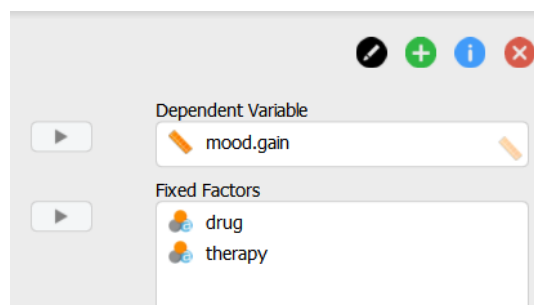 Dependent Variable
mood.gain
Fixed Factors
drug
therapy